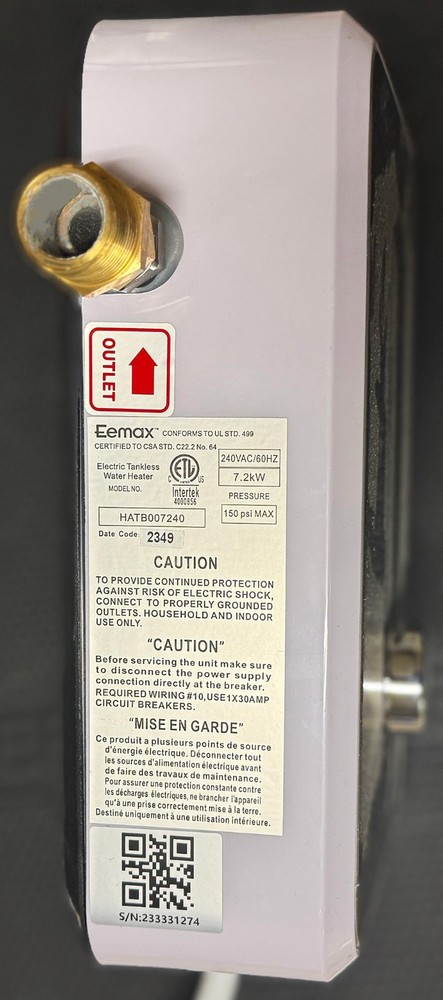 OUTLET
Eemax™ CONFORMS TO UL STD. 499
CERTIFIED TO CSA STD. C22.2 No. 64
Electric Tankless
Water Heater
MODEL NO.
C ETL US
Intertek
4000856
240VAC/60HZ
7.2kW
PRESSURE
150 psi MAX
HATB007240
Date Code 2349
CAUTION
TO PROVIDE CONTINUED PROTECTION
AGAINST RISK OF ELECTRIC SHOCK,
CONNECT TO PROPERLY GROUNDED
OUTLETS. HOUSEHOLD AND INDOOR
USE ONLY.
"CAUTION"
Before servicing the unit make sure
to disconnect the power supply
connection directly at the breaker.
REQUIRED WIRING #10,USE1X30AMP
CIRCUIT BREAKERS.
"MISE EN GARDE"
Ce produit a plusieurs points de source
d'énergie électrique. Déconnecter tout
les sources d'alimentation électrique avant
de faire des travaux de maintenance.
Pour assurer une protection constante contre
les décharges électriques, ne brancher l'appareil
qu'à une prise correctement mise à la terre.
Destiné uniquement à une utilisation intérieure.
S/N:233331274